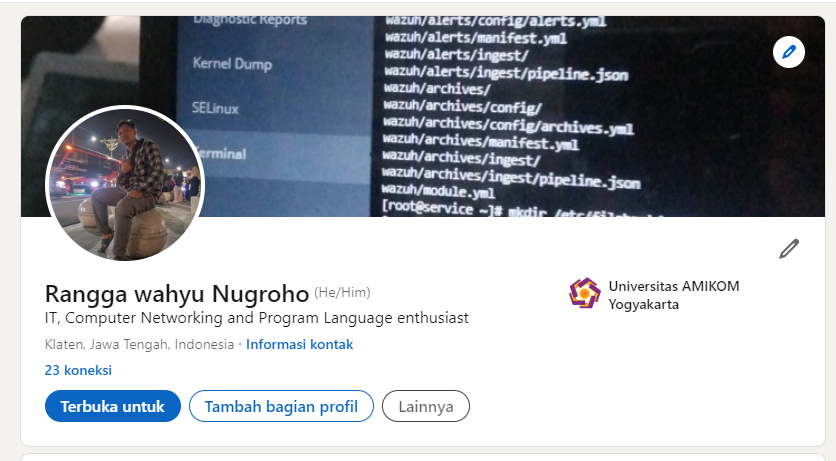 Diagnostic Reports
Kernel Dump
SELinux
Terminal
wazuh/alerts/config/alerts.yml
wazuh/alerts/manifest.yml
wazuh/alerts/ingest/
wazuh/alerts/ingest/pipeline.json
wazuh/archives/
wazuh/archives/config/
wazuh/archives/config/archives.yml
wazuh/archives/manifest.yml
wazuh/archives/ingest/
wazuh/archives/ingest/pipeline.json
wazuh/module.yml
[root@service ~]# mkdir
Rangga wahyu Nugroho (He/Him)
IT, Computer Networking and Program Language enthusiast
Klaten, Jawa Tengah, Indonesia · Informasi kontak
23 koneksi
Terbuka untuk
Tambah bagian profil
Lainnya
Universitas AMIKOM
Yogyakarta